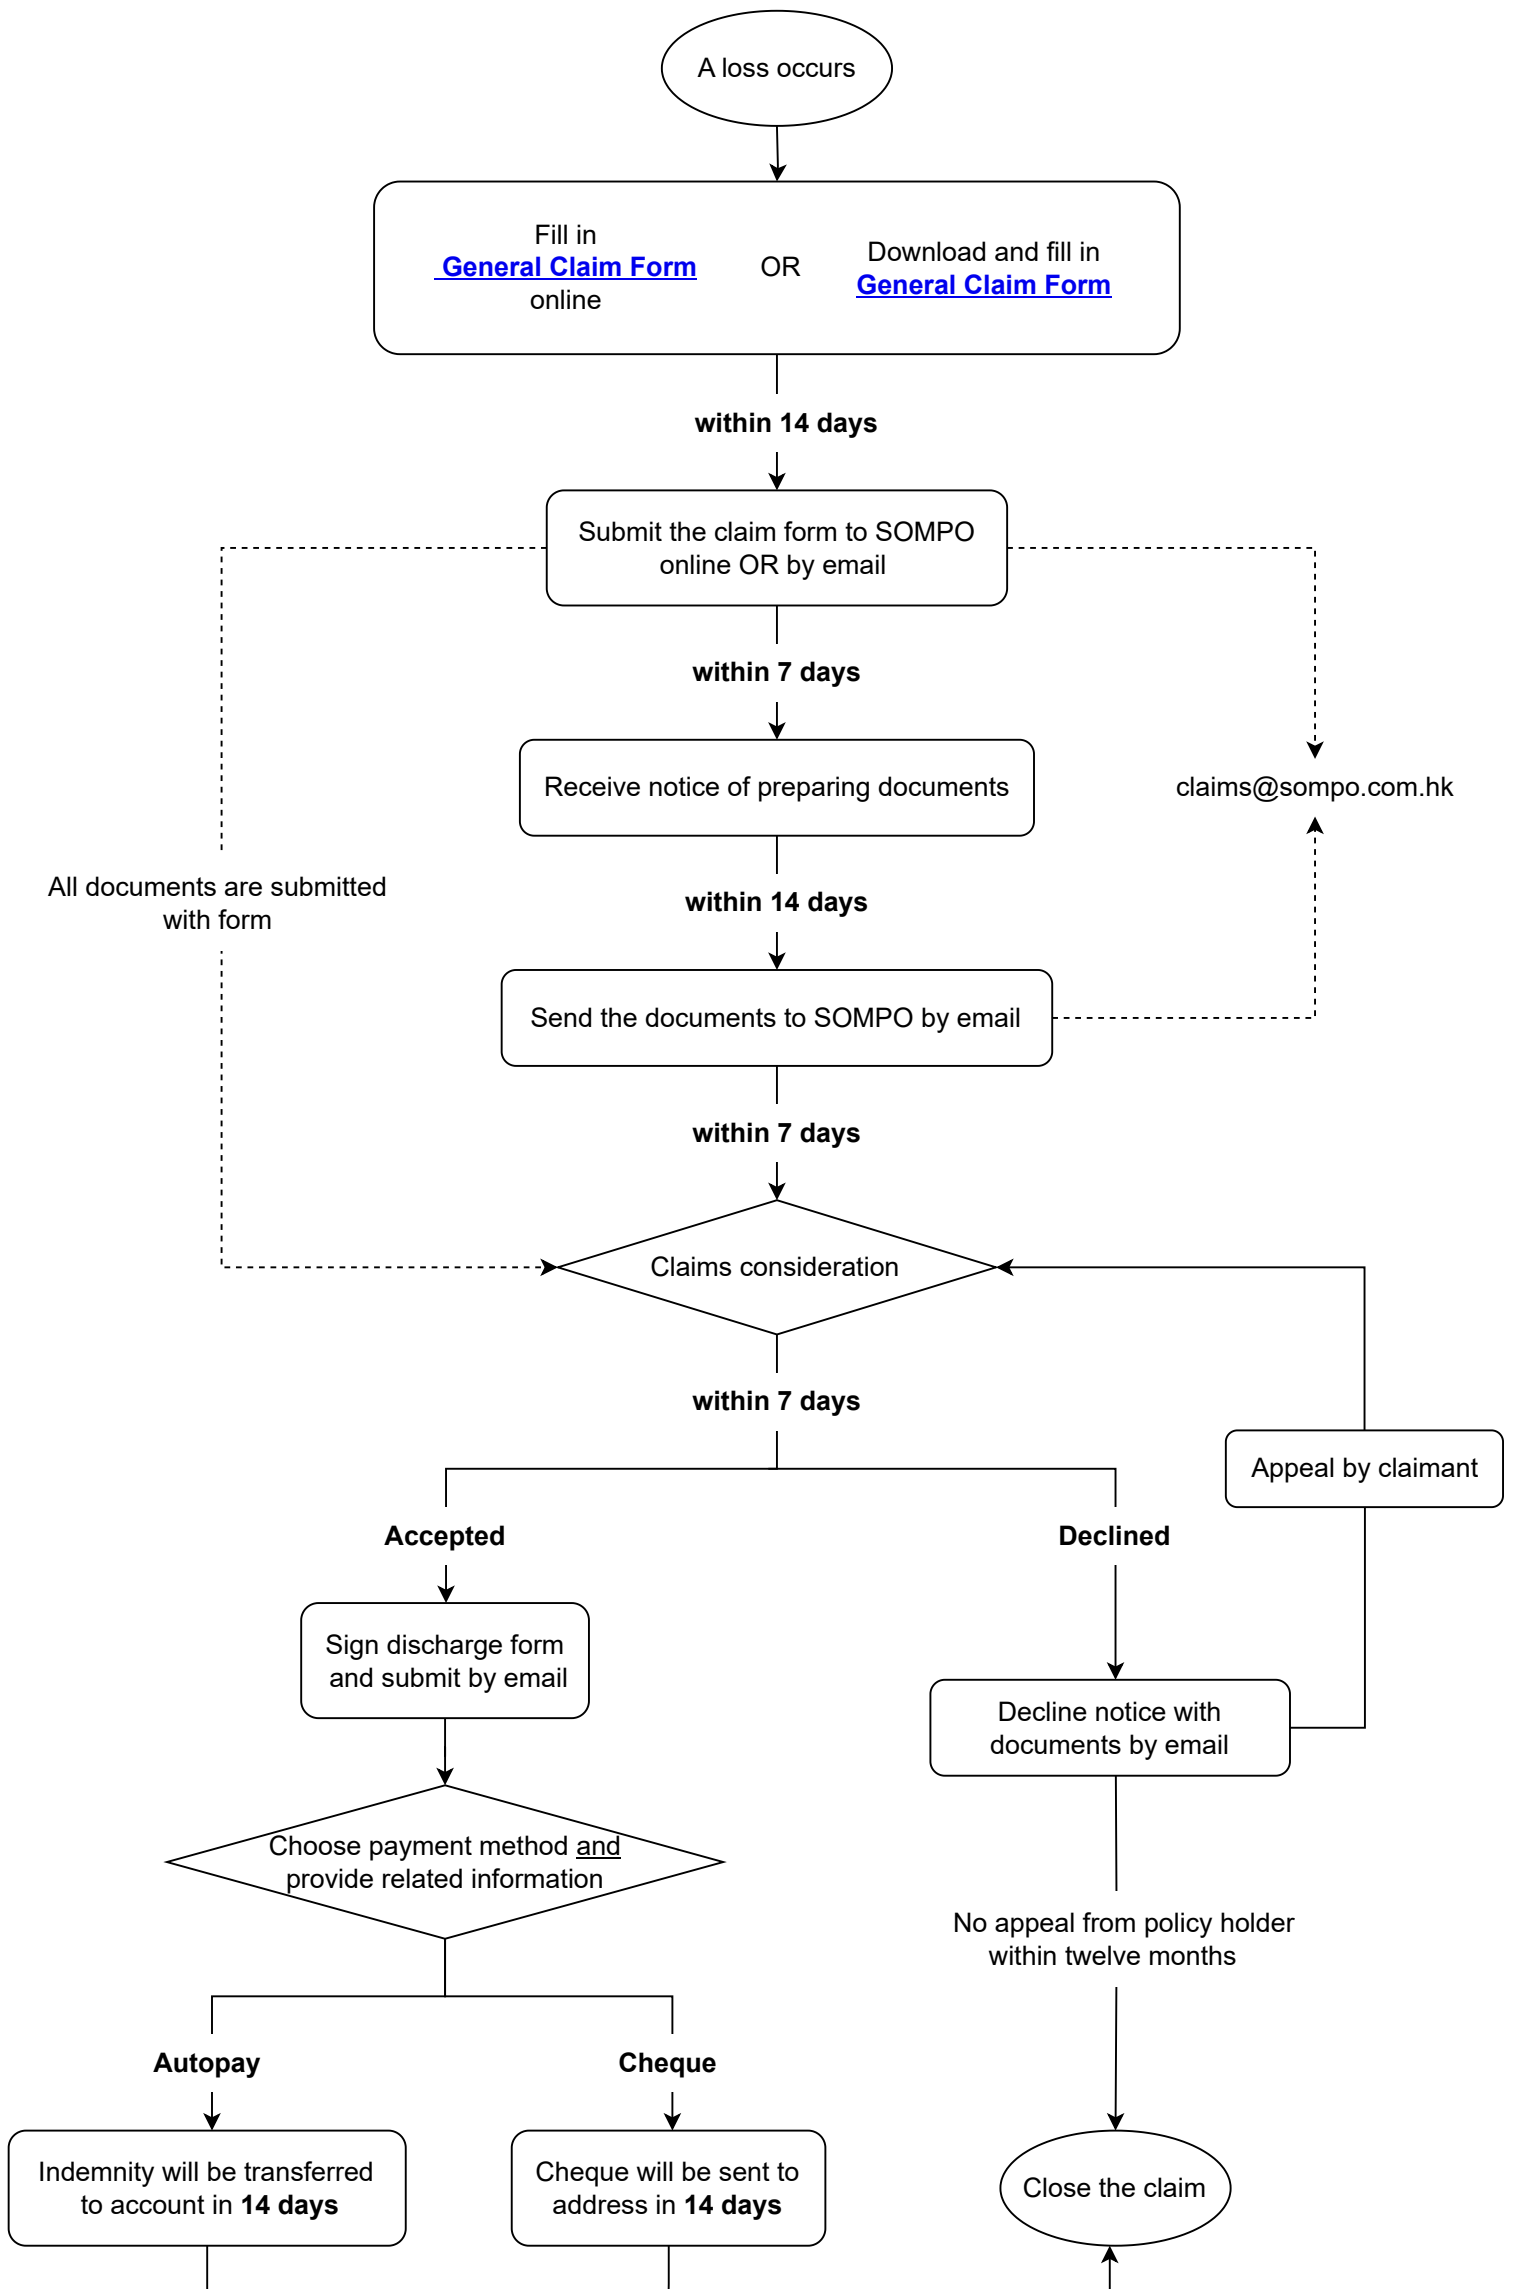 A loss occurs
Fill in
General Claim Form
online
OR
Download and fill in
General Claim Form
within 14 days
Submit the claim form to SOMPO
online OR by email
within 7 days
Receive notice of preparing documents
claims@sompo.com.hk
All documents are submitted
with form
within 14 days
Send the documents to SOMPO by email
within 7 days
Claims consideration
within 7 days
Appeal by claimant
Accepted
Declined
Sign discharge form
and submit by email
Decline notice with
documents by email
Choose payment method and
provide related information
No appeal from policy holder
within twelve months
Autopay
Cheque
Indemnity will be transferred
to account in 14 days
Cheque will be sent to
address in 14 days
Close the claim